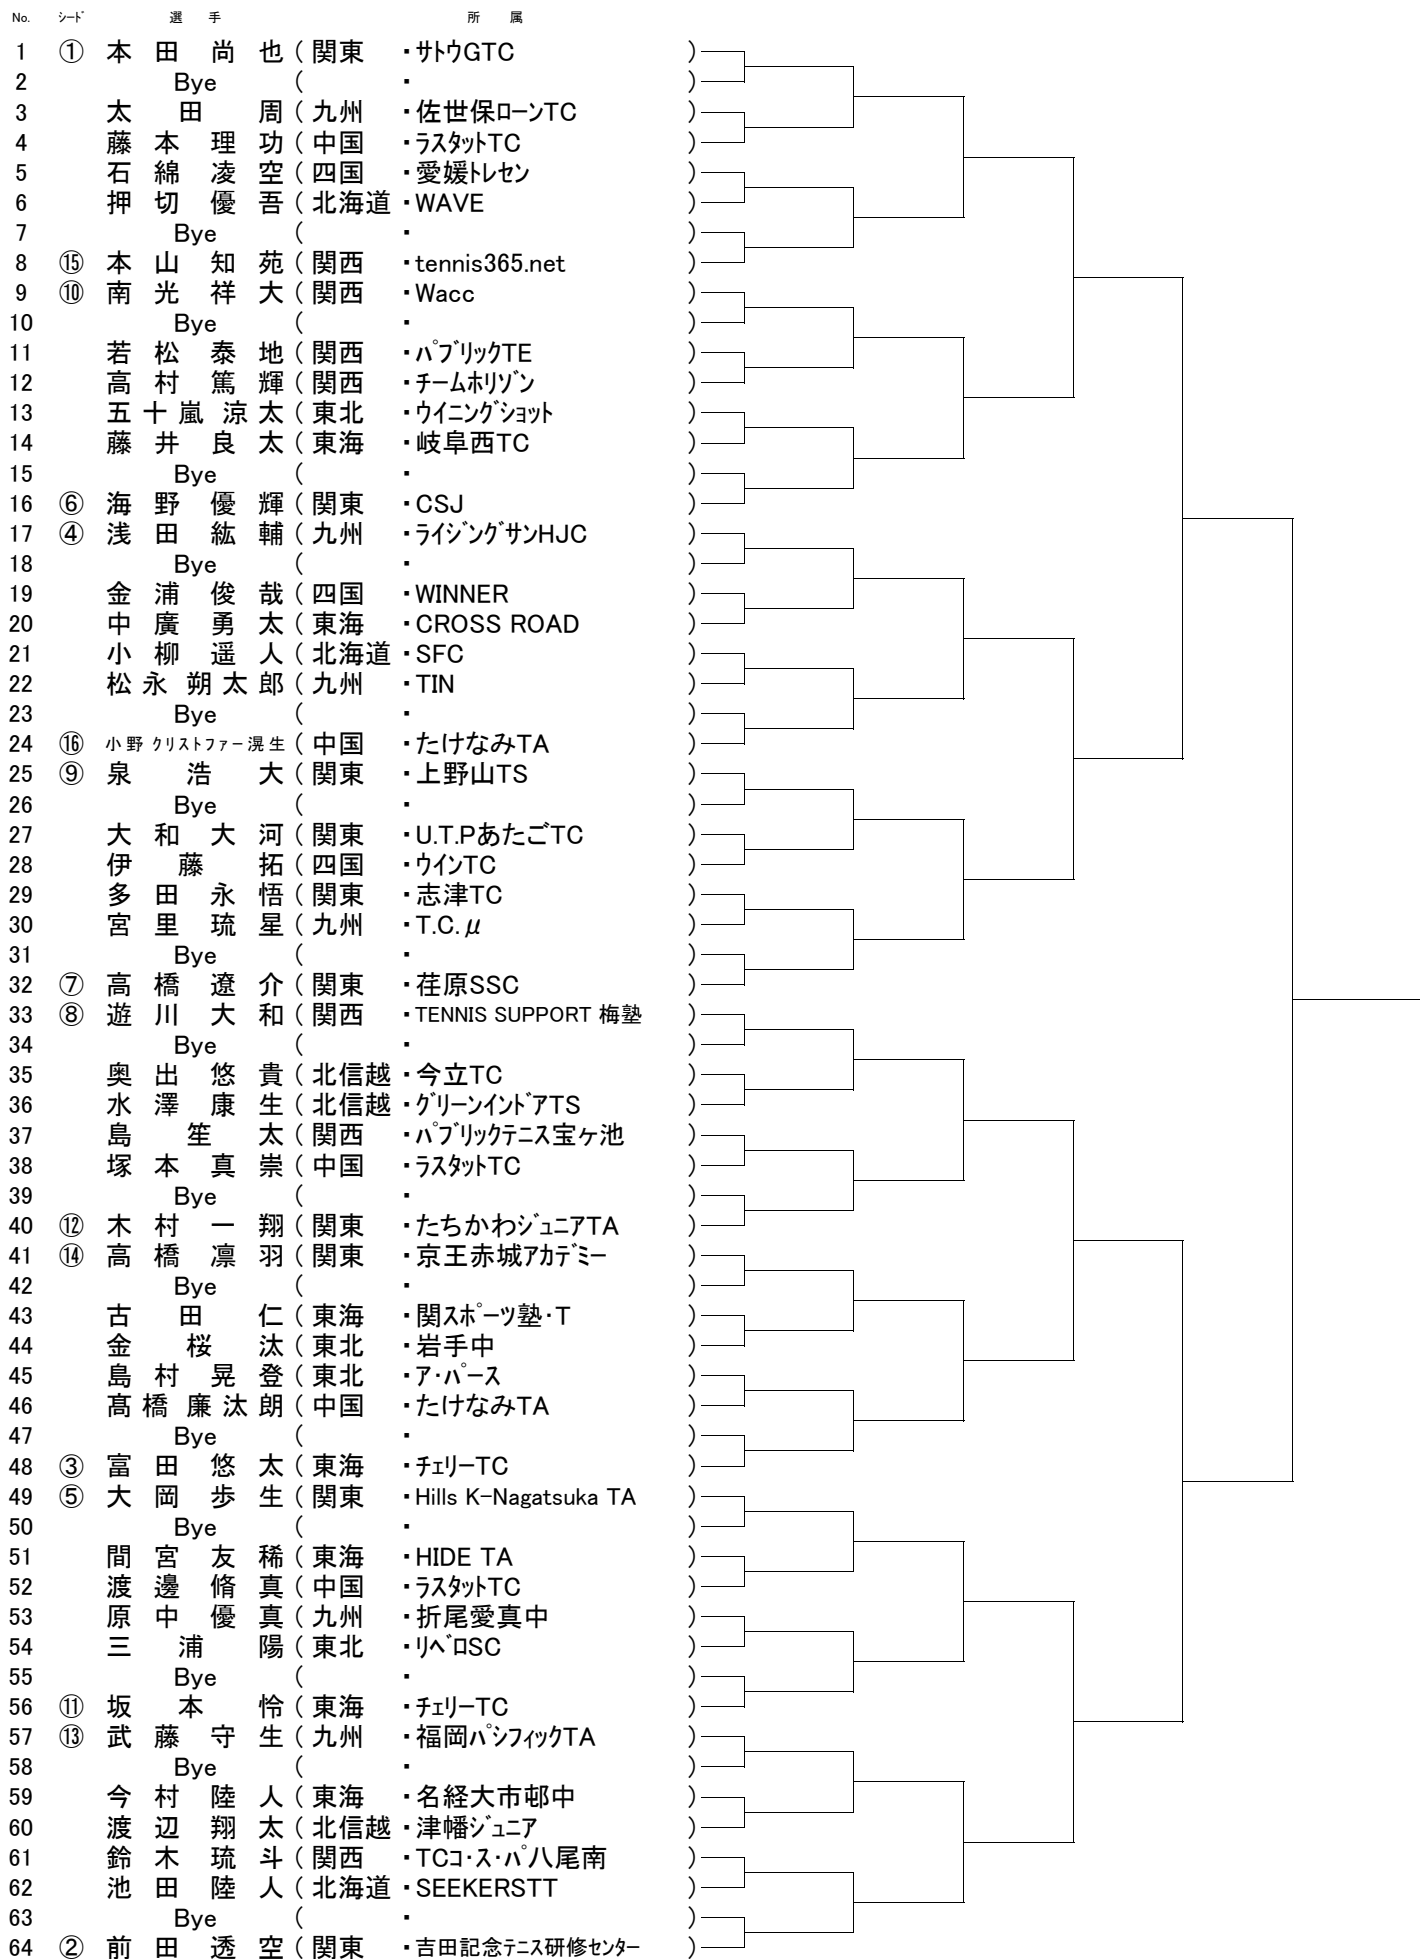 No. シード 選 手 所 属
1 ① 本 田 尚 也 ( 関東 ・サトウGTC )
2 Bye ( ・ )
3 太 田 周 ( 九州 ・佐世保ローンTC )
4 藤 本 理 功 ( 中国 ・ラスタットTC )
5 石 綿 凌 空 ( 四国 ・愛媛トレセン )
6 押 切 優 吾 ( 北海道 ・WAVE )
7 Bye ( ・ )
8 ⑮ 本 山 知 苑 ( 関西 ・tennis365.net )
9 ⑩ 南 光 祥 大 ( 関西 ・Wacc )
10 Bye ( ・ )
11 若 松 泰 地 ( 関西 ・パブリックTE )
12 高 村 篤 輝 ( 関西 ・チームホリゾン )
13 五 十 嵐 涼 太 ( 東北 ・ウイニングショット )
14 藤 井 良 太 ( 東海 ・岐阜西TC )
15 Bye ( ・ )
16 ⑥ 海 野 優 輝 ( 関東 ・CSJ )
17 ④ 浅 田 紘 輔 ( 九州 ・ライジングサンHJC )
18 Bye ( ・ )
19 金 浦 俊 哉 ( 四国 ・WINNER )
20 中 廣 勇 太 ( 東海 ・CROSS ROAD )
21 小 柳 遥 人 ( 北海道 ・SFC )
22 松 永 朔 太 郎 ( 九州 ・TIN )
23 Bye ( ・ )
24 ⑯ 小 野 クリストファー 滉 生 ( 中国 ・たけなみTA )
25 ⑨ 泉 浩 大 ( 関東 ・上野山TS )
26 Bye ( ・ )
27 大 和 大 河 ( 関東 ・U.T.PあたごTC )
28 伊 藤 拓 ( 四国 ・ウインTC )
29 多 田 永 悟 ( 関東 ・志津TC )
30 宮 里 琉 星 ( 九州 ・T.C.μ )
31 Bye ( ・ )
32 ⑦ 高 橋 遼 介 ( 関東 ・荏原SSC )
33 ⑧ 遊 川 大 和 ( 関西 ・TENNIS SUPPORT 梅塾 )
34 Bye ( ・ )
35 奥 出 悠 貴 ( 北信越 ・今立TC )
36 水 澤 康 生 ( 北信越 ・グリーンインドアTS )
37 島 笙 太 ( 関西 ・パブリックテニス宝ヶ池 )
38 塚 本 真 崇 ( 中国 ・ラスタットTC )
39 Bye ( ・ )
40 ⑫ 木 村 一 翔 ( 関東 ・たちかわジュニアTA )
41 ⑭ 高 橋 凛 羽 ( 関東 ・京王赤城アカデミー )
42 Bye ( ・ )
43 古 田 仁 ( 東海 ・関スポーツ塾・T )
44 金 桜 汰 ( 東北 ・岩手中 )
45 島 村 晃 登 ( 東北 ・ア・パース )
46 髙 橋 廉 汰 朗 ( 中国 ・たけなみTA )
47 Bye ( ・ )
48 ③ 富 田 悠 太 ( 東海 ・チェリーTC )
49 ⑤ 大 岡 歩 生 ( 関東 ・Hills K-Nagatsuka TA )
50 Bye ( ・ )
51 間 宮 友 稀 ( 東海 ・HIDE TA )
52 渡 邊 脩 真 ( 中国 ・ラスタットTC )
53 原 中 優 真 ( 九州 ・折尾愛真中 )
54 三 浦 陽 ( 東北 ・リベロSC )
55 Bye ( ・ )
56 ⑪ 坂 本 怜 ( 東海 ・チェリーTC )
57 ⑬ 武 藤 守 生 ( 九州 ・福岡パシフィックTA )
58 Bye ( ・ )
59 今 村 陸 人 ( 東海 ・名経大市邨中 )
60 渡 辺 翔 太 ( 北信越 ・津幡ジュニア )
61 鈴 木 琉 斗 ( 関西 ・TCコ・ス・パ八尾南 )
62 池 田 陸 人 ( 北海道 ・SEEKERSTT )
63 Bye ( ・ )
64 ② 前 田 透 空 ( 関東 ・吉田記念テニス研修センター )